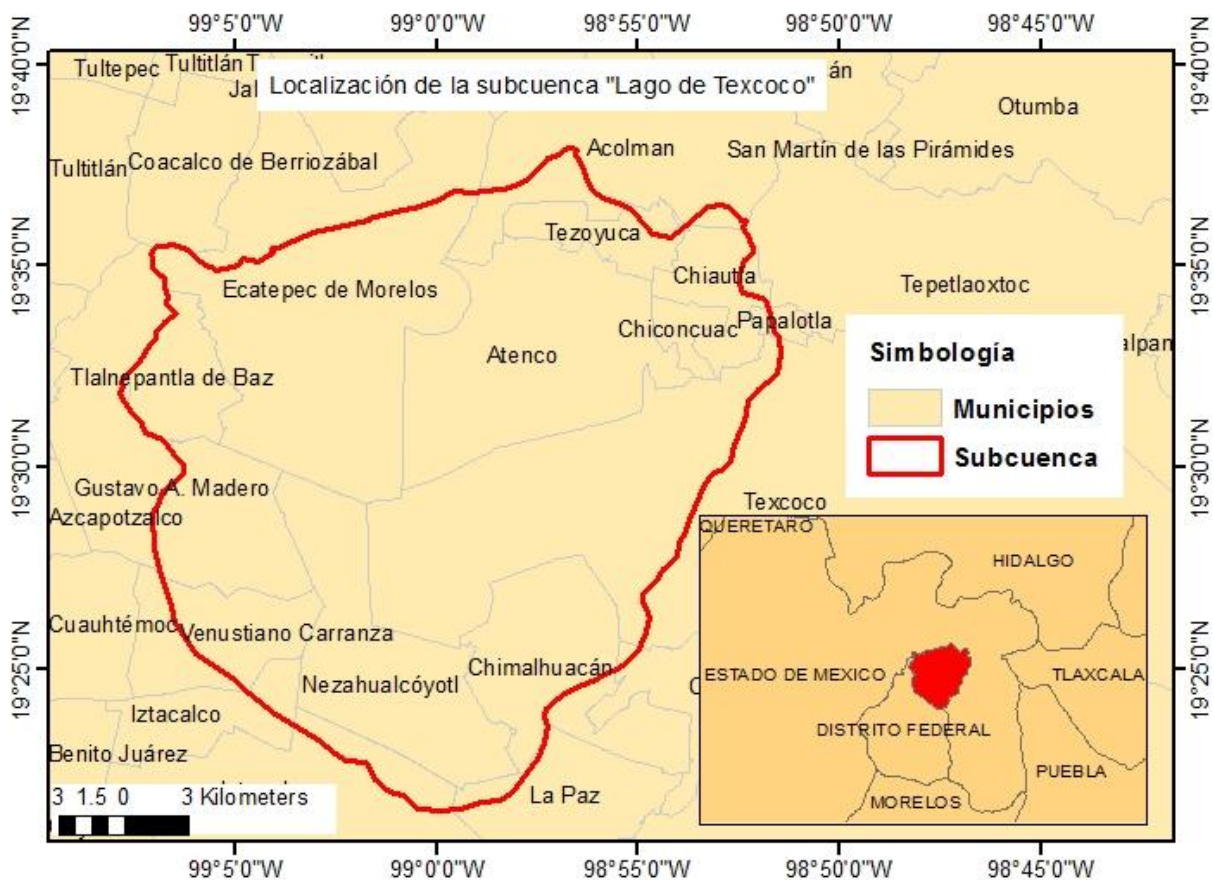 99°5'0"W 99°0'0"W 98°55'0"W 98°50'0"W 98°45'0"W
19°40'0"N
19°40'0"N
Tultepec
Tultitlán
Localización de la subcuenca "Lago de Texcoco"
Otumba
Acolman
San Martín de las Pirámides
Tultitlán
Coacalco de Berriozábal
Tezoyuca
19°35'0"N
19°35'0"N
Chiautla
Ecatepec de Morelos
Tepetlaoxtoc
Chiconcuac
Papalotla
Atenco
Simbología
Tlalnepantla de Baz
Municipios
Subcuenca
19°30'0"N
19°30'0"N
Gustavo A. Madero
Azcapotzalco
Texcoco
QUERETARO
HIDALGO
Cuauhtémoc
Venustiano Carranza
Chimalhuacán
Nezahualcóyotl
19°25'0"N
19°25'0"N
ESTADO DE MEXICO
TLAXCALA
Iztacalco
DISTRITO FEDERAL
Benito Juárez
PUEBLA
La Paz
MORELOS
3 1.5 0 3 Kilometers
99°5'0"W 99°0'0"W 98°55'0"W 98°50'0"W 98°45'0"W